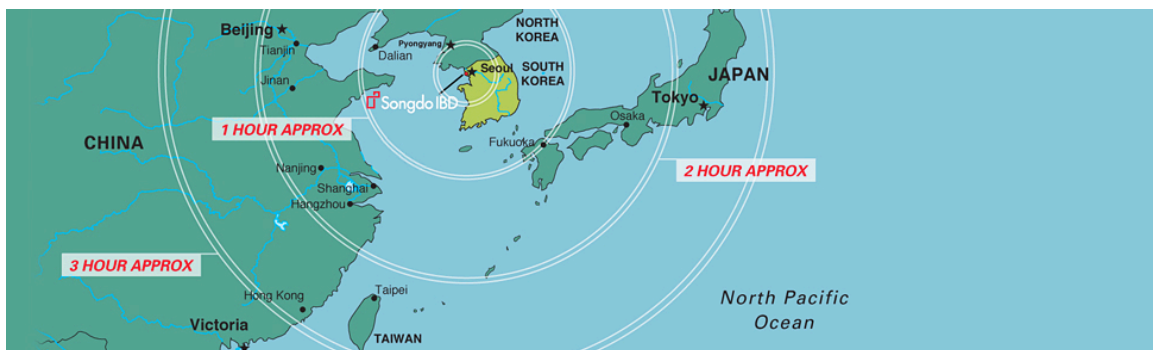 Beijing
Tianjin
Dalian
Pyongyang
NORTH
KOREA
Seoul
SOUTH
KOREA
JAPAN
Jinan
Songdo IBD
Tokyo
Osaka
1 HOUR APPROX
CHINA
Fukuoka
Nanjing
2 HOUR APPROX
Shanghai
Hangzhou
3 HOUR APPROX
Hong Kong
Taipei
North Pacific
Ocean
Victoria
TAIWAN